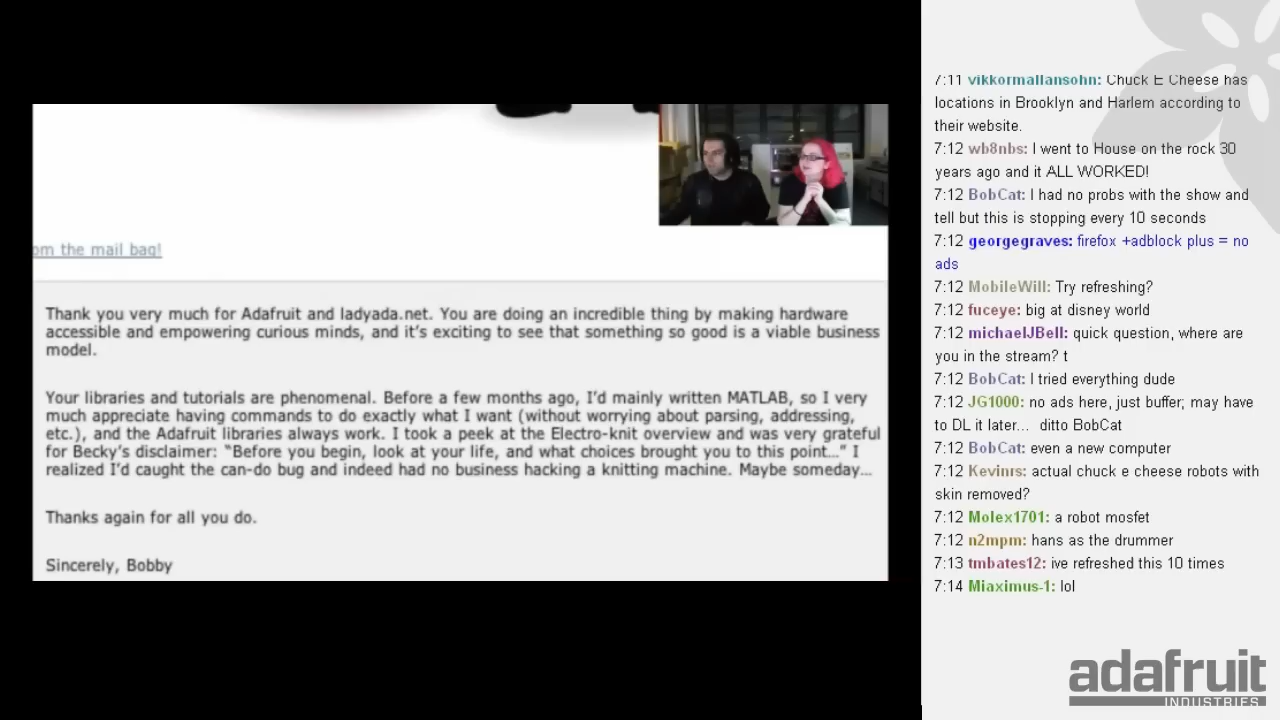 om the mail bag!
Thank you very much for Adafruit and ladyada.net. You are doing an incredible thing by making hardware
accessible and empowering curious minds, and it's exciting to see that something so good is a viable business
model.
Your libraries and tutorials are phenomenal. Before a few months ago, I'd mainly written MATLAB, so I very
much appreciate having commands to do exactly what I want (without worrying about parsing, addressing,
etc.), and the Adafruit libraries always work. I took a peek at the Electro-knit overview and was very grateful
for Becky's disclaimer: "Before you begin, look at your life, and what choices brought you to this point..." I
realized I'd caught the can-do bug and indeed had no business hacking a knitting machine. Maybe someday...
Thanks again for all you do.
Sincerely, Bobby
7:11 vikkormallansohn: Chuck E Cheese has
locations in Brooklyn and Harlem according to
their website.
7:12 wb8nbs: I went to House on the rock 30
years ago and it ALL WORKED!
7:12 BobCat: I had no probs with the show and
tell but this is stopping every 10 seconds
7:12 georgegraves: firefox +adblock plus = no
ads
7:12 MobileWill: Try refreshing?
7:12 fuceye: big at disney world
7:12 michaelJBell: quick question, where are
you in the stream? t
7:12 BobCat: I tried everything dude
7:12 JG1000: no ads here, just buffer; may have
to DL it later... ditto BobCat
7:12 BobCat: even a new computer
7:12 Kevinrs: actual chuck e cheese robots with
skin removed?
7:12 Molex1701: a robot mosfet
7:12 n2mpm: hans as the drummer
7:13 tmbates12: ive refreshed this 10 times
7:14 Miaximus-1: lol
adafruit
INDUSTRIES